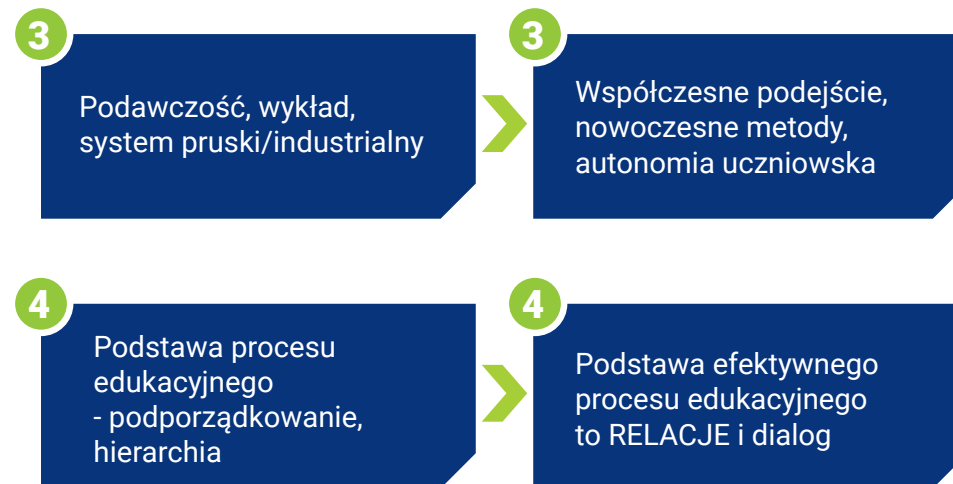 3
Podawczość, wykład,
system pruski/industrialny
3
Współczesne podejście,
nowoczesne metody,
autonomia uczniowska
4
Podstawa procesu
edukacyjnego
- podporządkowanie,
hierarchia
4
Podstawa efektywnego
procesu edukacyjnego
to RELACJE i dialog